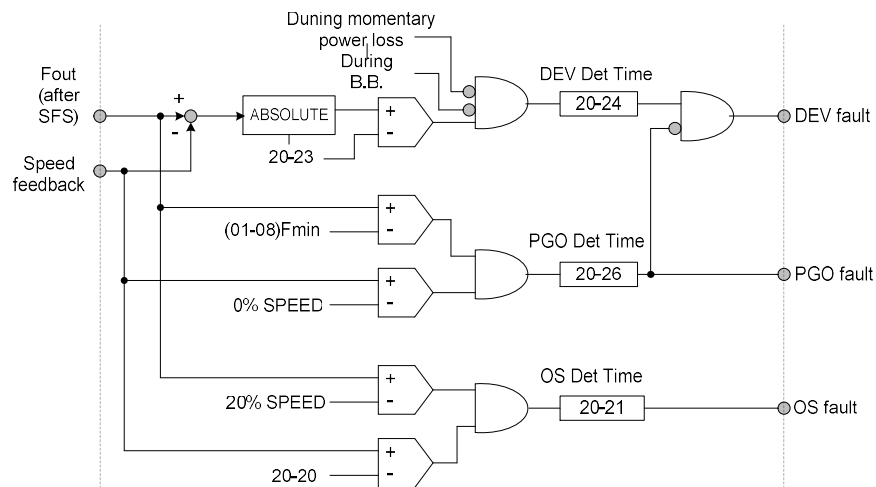 Duning momentary
power loss
During
B.B.
Fout
(after
SFS)
+
-
ABSOLUTE
+
-
20-23
DEV Det Time
20-24
DEV fault
Speed
feedback
(01-08)Fmin
+
-
0% SPEED
+
-
PGO Det Time
20-26
PGO fault
20% SPEED
+
-
20-20
+
-
OS Det Time
20-21
OS fault